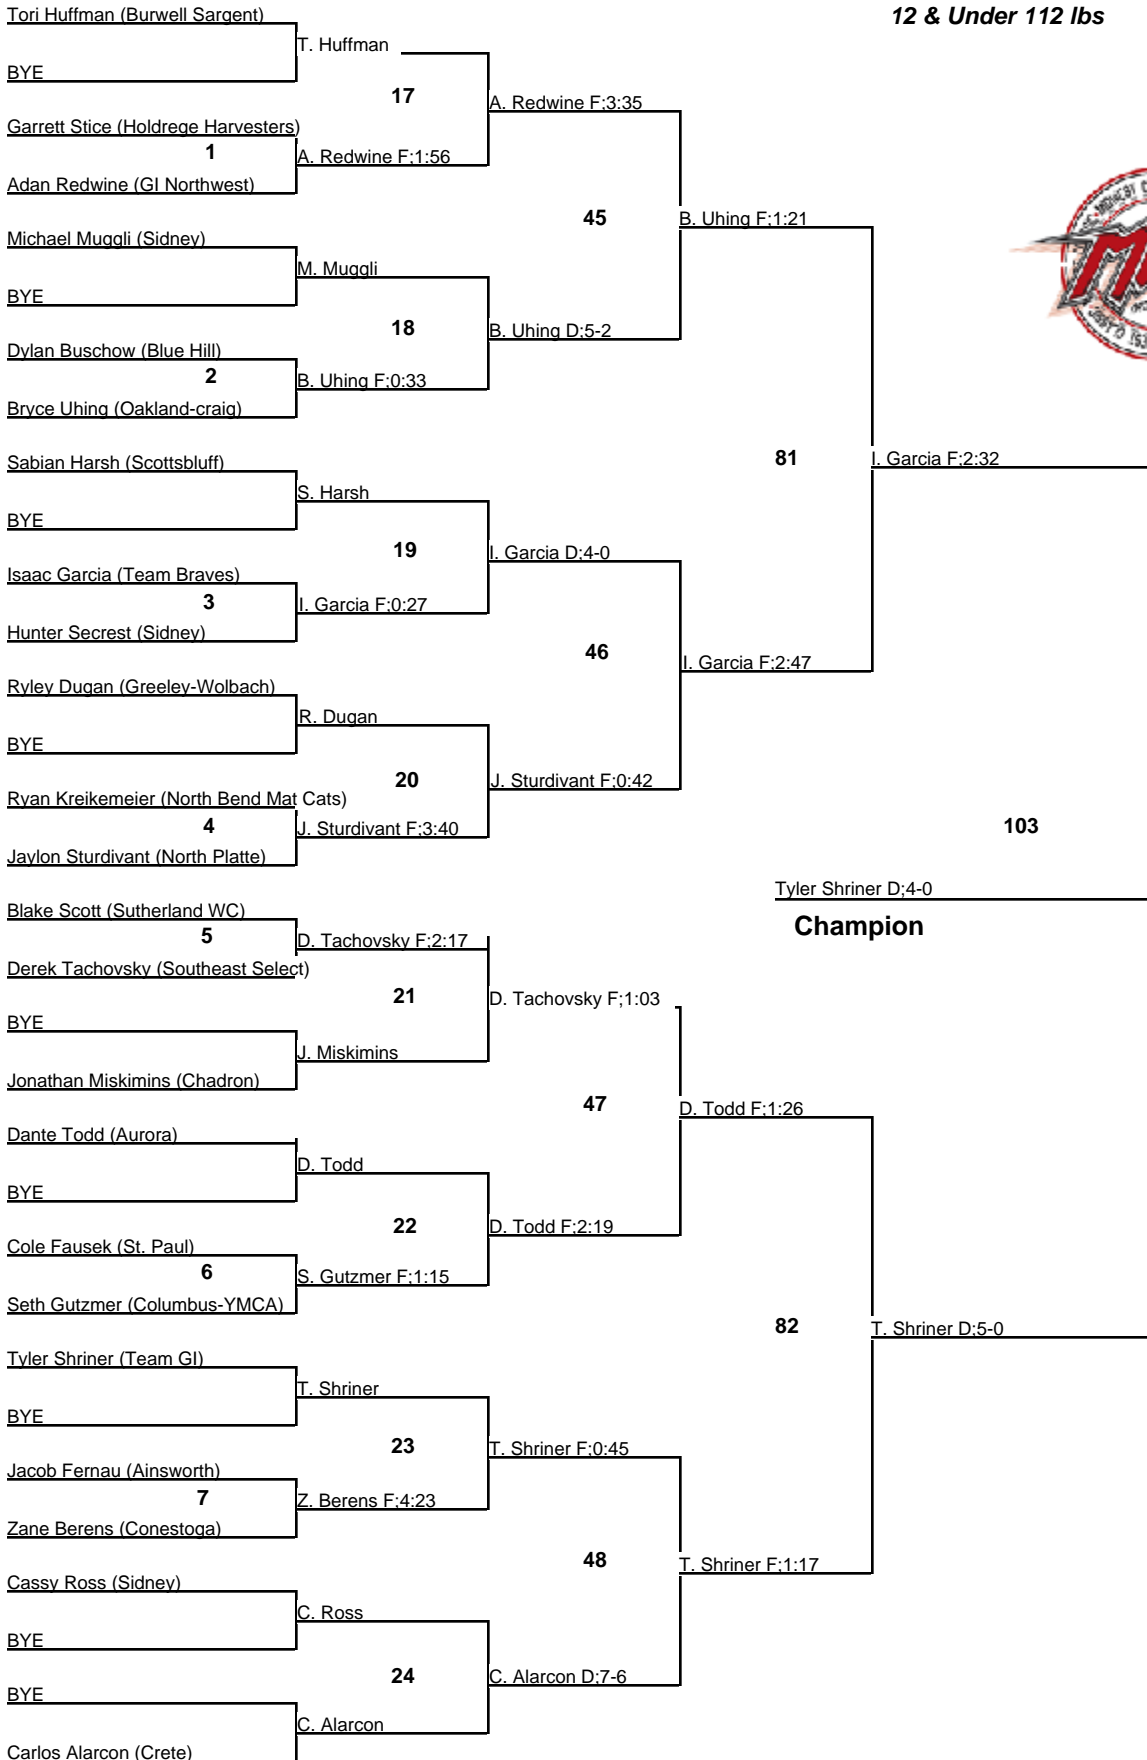 Tori Huffman (Burwell Sargent)
12 & Under 112 lbs
T. Huffman
BYE
17
A. Redwine F;3:35
Garrett Stice (Holdrege Harvesters)
1
A. Redwine F;1:56
Adan Redwine (GI Northwest)
45
B. Uhing F;1:21
Michael Muggli (Sidney)
M. Muggli
BYE
18
B. Uhing D;5-2
Dylan Buschow (Blue Hill)
2
B. Uhing F;0:33
Bryce Uhing (Oakland-craig)
81
I. Garcia F;2:32
Sabian Harsh (Scottsbluff)
S. Harsh
BYE
19
I. Garcia D;4-0
Isaac Garcia (Team Braves)
3
I. Garcia F;0:27
Hunter Secrest (Sidney)
46
I. Garcia F;2:47
Ryley Dugan (Greeley-Wolbach)
R. Dugan
BYE
20
J. Sturdivant F;0:42
Ryan Kreikemeier (North Bend Mat Cats)
4
J. Sturdivant F;3:40
103
Jaylon Sturdivant (North Platte)
Tyler Shriner D;4-0
Champion
Blake Scott (Sutherland WC)
5
D. Tachovsky F;2:17
Derek Tachovsky (Southeast Select)
21
D. Tachovsky F;1:03
BYE
J. Miskimins
Jonathan Miskimins (Chadron)
47
D. Todd F;1:26
Dante Todd (Aurora)
D. Todd
BYE
22
D. Todd F;2:19
Cole Fausek (St. Paul)
6
S. Gutzmer F;1:15
Seth Gutzmer (Columbus-YMCA)
82
T. Shriner D;5-0
Tyler Shriner (Team GI)
T. Shriner
BYE
23
T. Shriner F;0:45
Jacob Fernau (Ainsworth)
7
Z. Berens F;4:23
Zane Berens (Conestoga)
48
T. Shriner F;1:17
Cassy Ross (Sidney)
C. Ross
BYE
24
C. Alarcon D;7-6
BYE
C. Alarcon
Carlos Alarcon (Crete)